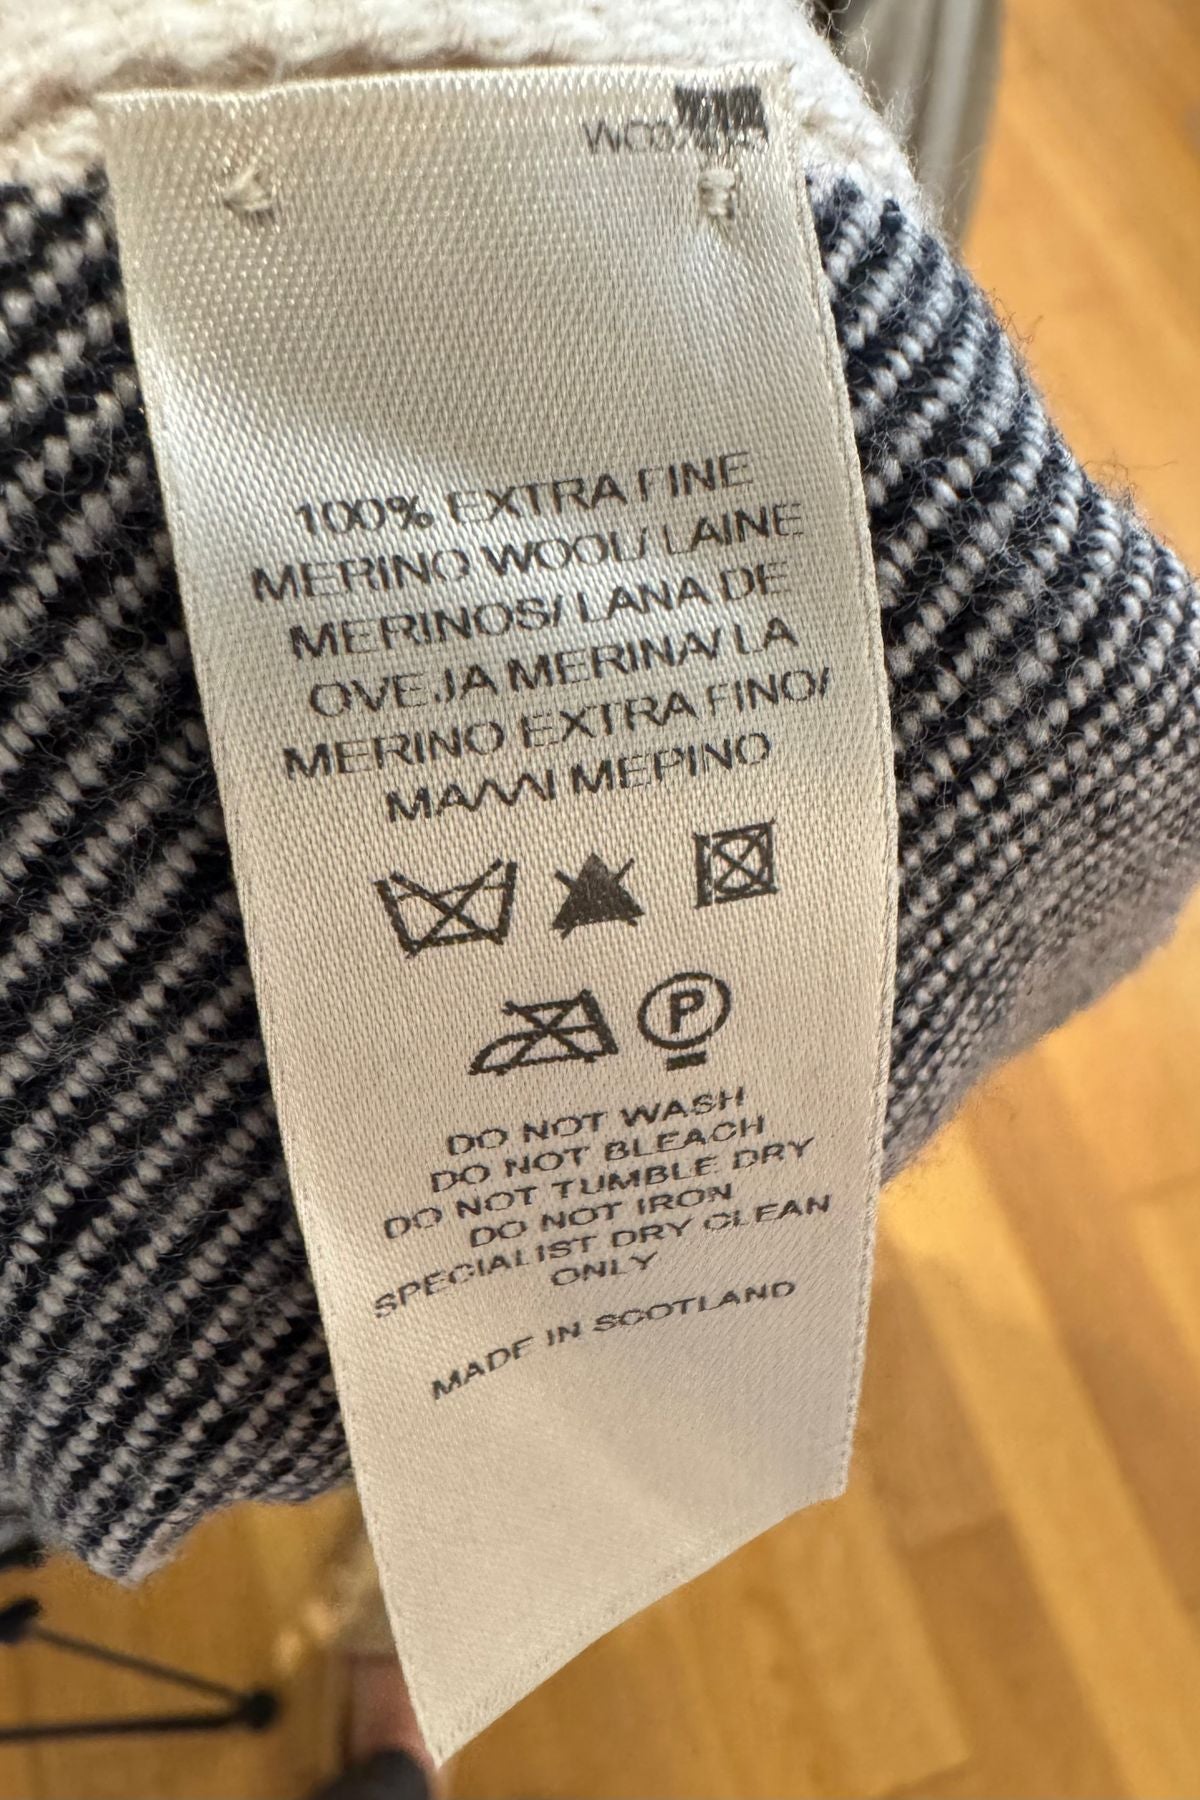 100% EXTRA FINE
MERINO WOOL/ LAINE
MERINOS/ LANA DE
OVEJA MERINA/ LA
MERINO EXTRA FINO/
MEPINO
P
DO NOT WASH
DO NOT BLEACH
DO NOT TUMBLE DRY
DO NOT IRON
SPECIALIST DRY CLEAN
ONLY
MADE IN SCOTLAND